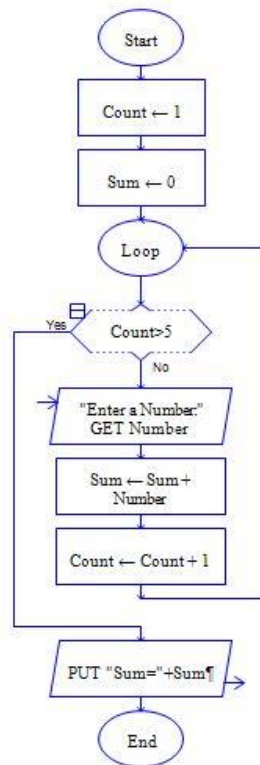 Start
Count ← 1
Sum ← 0
Loop
Yes
Count>5
No
"Enter a Number:"
GET Number
Sum ← Sum +
Number
Count ← Count + 1
PUT "Sum="+Sum¶
End